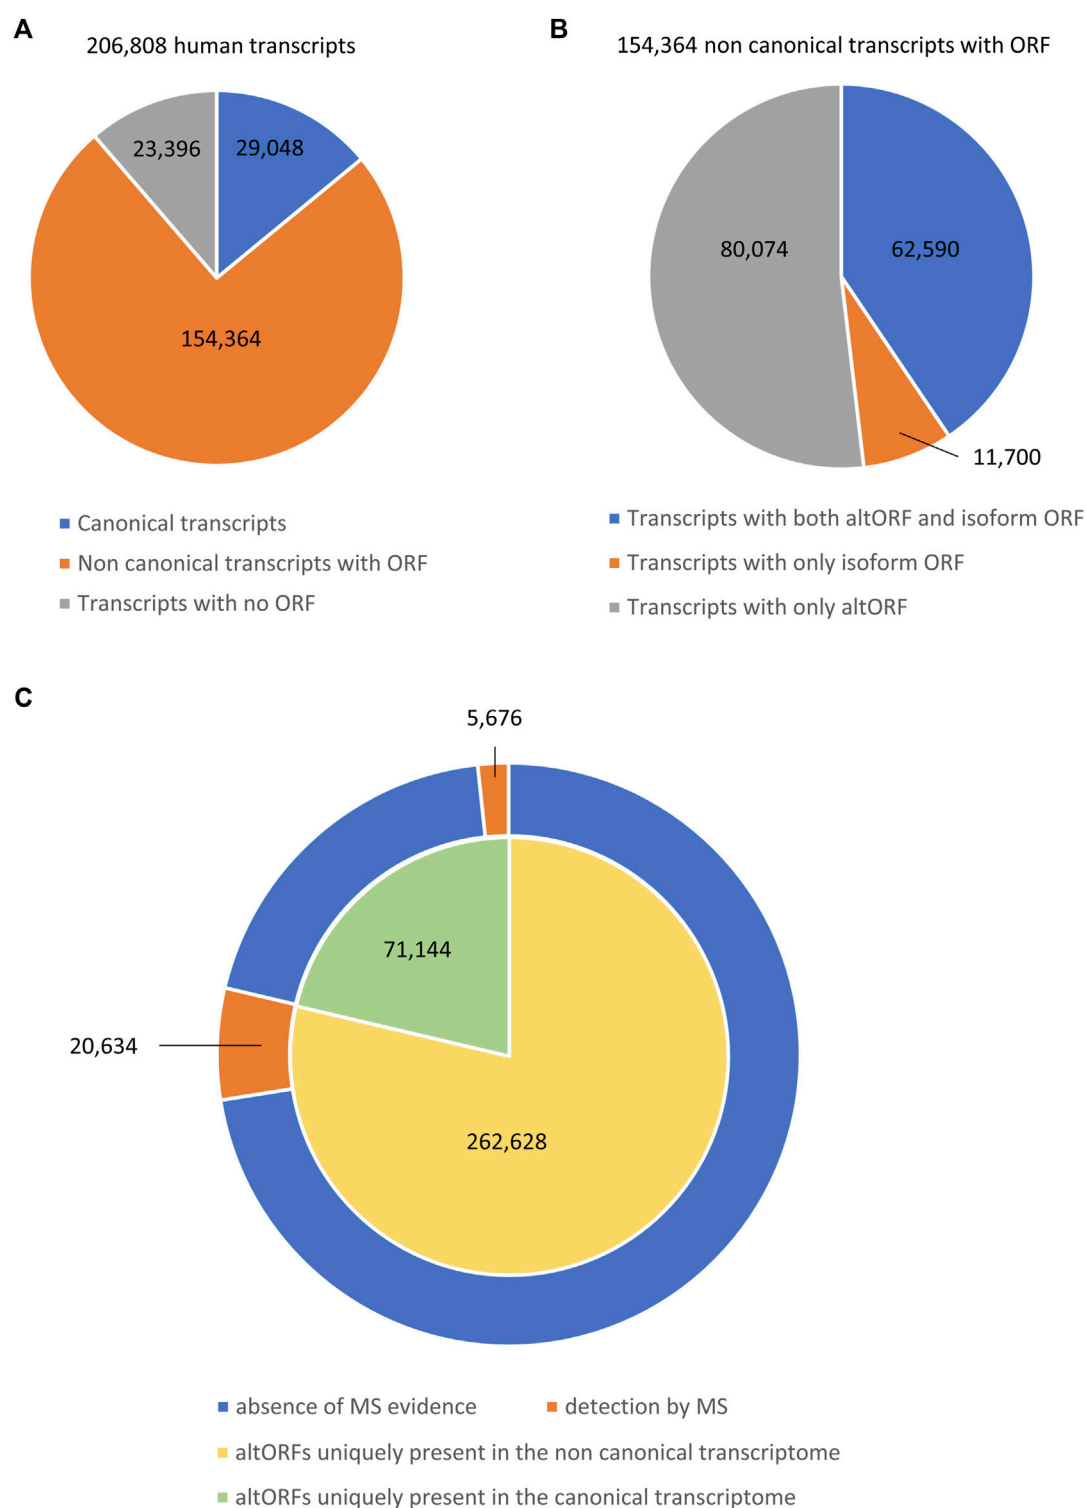 A
206,808 human transcripts
23,396
29,048
154,364
Canonical transcripts
Non canonical transcripts with ORF
Transcripts with no ORF
B
154,364 non canonical transcripts with ORF
80,074
62,590
11,700
Transcripts with both altORF and isoform ORF
Transcripts with only isoform ORF
Transcripts with only altORF
C
5,676
71,144
20,634
262,628
absence of MS evidence
detection by MS
altORFs uniquely present in the non canonical transcriptome
altORFs uniquely present in the canonical transcriptome